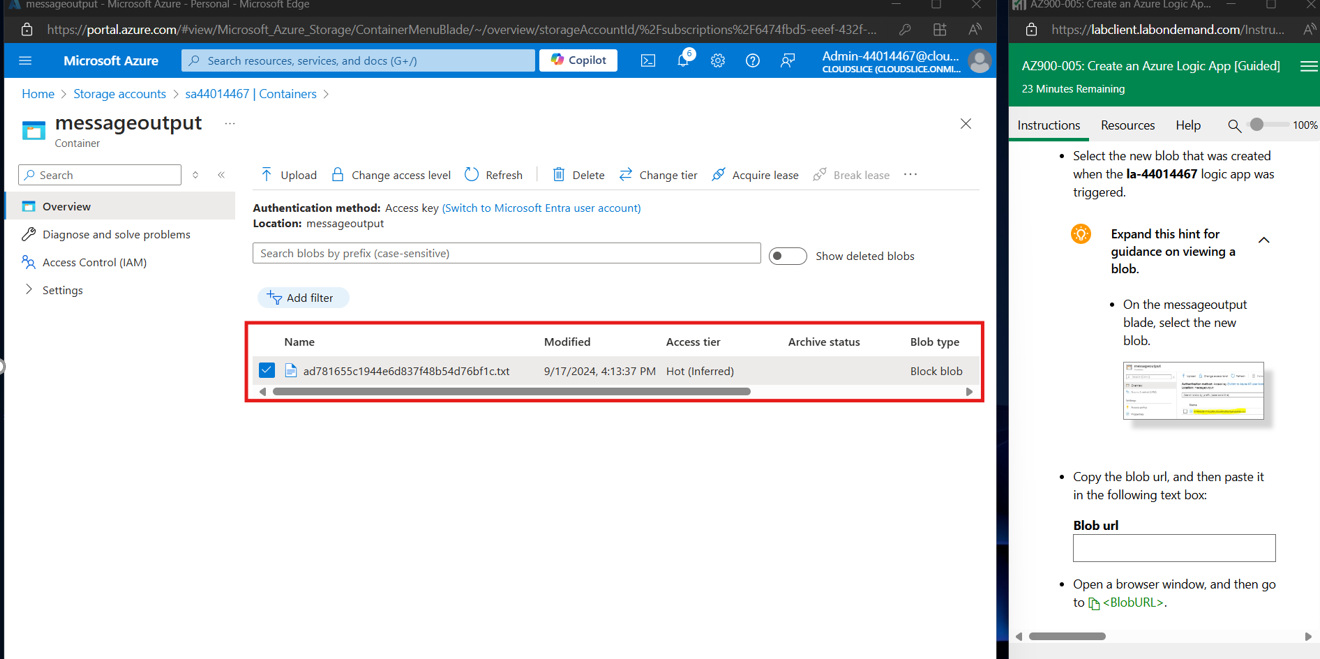 messageoutput - Microsoft Azure - Personal - Microsoft Edge
https://portal.azure.com/#view/Microsoft_Azure_Storage/ContainerMenuBlade/~/overview/storageAccountId/%2Fsubscriptions%2F6474fbd5-eeef-432f-...
Microsoft Azure
Search resources, services, and docs (G+/)
Copilot
6
Admin-44014467@clou...
CLOUDSLICE (CLOUDSLICE.ONMI...
Home > Storage accounts > sa44014467 | Containers >
messageoutput ...
Container
Search
Overview
Diagnose and solve problems
Access Control (IAM)
Settings
Upload Change access level Refresh Delete Change tier Acquire lease Break lease ...
Authentication method: Access key (Switch to Microsoft Entra user account)
Location: messageoutput
Search blobs by prefix (case-sensitive)
Show deleted blobs
Add filter
Name Modified Access tier Archive status Blob type
ad781655c1944e6d837f48b54d76bf1c.txt 9/17/2024, 4:13:37 PM Hot (Inferred) Block blob
AZ900-005: Create an Azure Logic Ap...
https://labclient.labondemand.com/Instru...
AZ900-005: Create an Azure Logic App [Guided]
23 Minutes Remaining
Instructions Resources Help 100%
• Select the new blob that was created
when the la-44014467 logic app was
triggered.
Expand this hint for
guidance on viewing a
blob.
• On the messageoutput
blade, select the new
blob.
• Copy the blob url, and then paste it
in the following text box:
Blob url
• Open a browser window, and then go
to <BlobURL>.